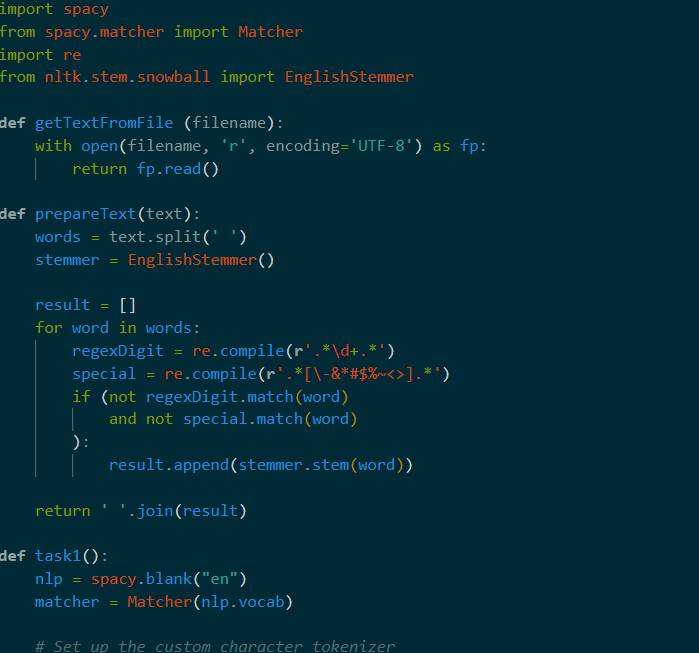 import spacy
from spacy.matcher import Matcher
import re
from nltk.stem.snowball import EnglishStemmer

def getTextFromFile (filename):
    with open(filename, 'r', encoding='UTF-8') as fp:
        return fp.read()

def prepareText(text):
    words = text.split(' ')
    stemmer = EnglishStemmer()

    result = []
    for word in words:
        regexDigit = re.compile(r'.*\d+.*')
        special = re.compile(r'.*[\-&*#$%~<>].*')
        if (not regexDigit.match(word)
            and not special.match(word)
        ):
            result.append(stemmer.stem(word))

    return ' '.join(result)

def task1():
    nlp = spacy.blank("en")
    matcher = Matcher(nlp.vocab)

    # Set up the custom character tokenizer